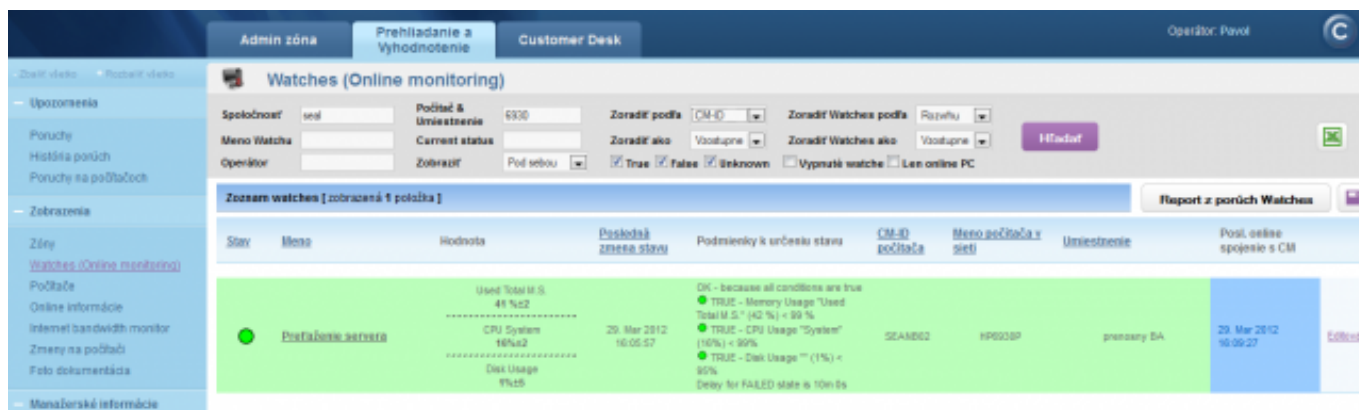 Admin zóna
Prehliadanie a
Vyhodnotenie
Customer Desk
Operátor: Pavol
Zbaliť všetko
Rozbaliť všetko
Watches (Online monitoring)
Upozornenia
Poruchy
História porúch
Poruchy na počítačoch
Zobrazenia
Zóny
Watches (Online monitoring)
Počítače
Online informácie
Internet bandwidth monitor
Zmeny na počítači
Foto dokumentácia
Manažerské informácie
Spoločnosť seal
Počítač &
Umiestnenie 6930
Zoradiť podľa CM-ID
Zoradiť Watches podľa
Meno Watchu
Current status
Zoradiť ako Vzostupne
Zoradiť Watches ako Vzostupne
Hľadať
Operátor
Zobraziť Pod sebou
True False Unknown
Vypnuté watche Len online PC
Zoznam watches [ zobrazená 1 položka ]
Report z porúch Watches
Stav
Meno
Hodnota
Posledná
zmena stavu
Podmienky k určeniu stavu
CM-ID
počítača
Meno počítača v
sieti
Umiestnenie
Posl. online
spojenie s CM
Preťaženie servera
Used Total M.S.
41 %±2
CPU System
16%±2
Disk Usage
1%±5
29. Mar 2012
16:05:57
OK - because all conditions are true
TRUE - Memory Usage "Used
Total M.S." (42 %) < 99 %
TRUE - CPU Usage "System"
(16%) < 99%
TRUE - Disk Usage "" (1%) <
95%
Delay for FAILED state is 10m 0s
HP6930P
prenosny BA
29. Mar 2012
16:09:27